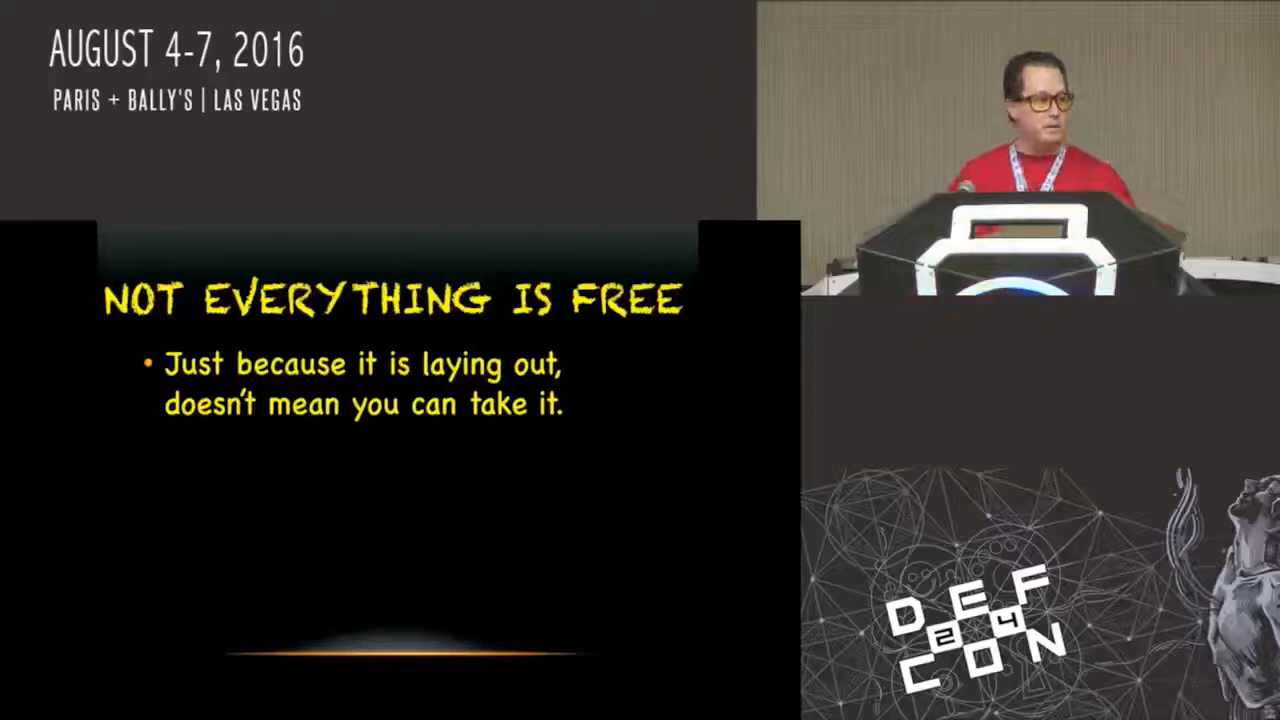 AUGUST 4-7, 2016
PARIS + BALLY'S | LAS VEGAS
NOT EVERYTHING IS FREE
• Just because it is laying out,
doesn't mean you can take it.
DEF
24
CON